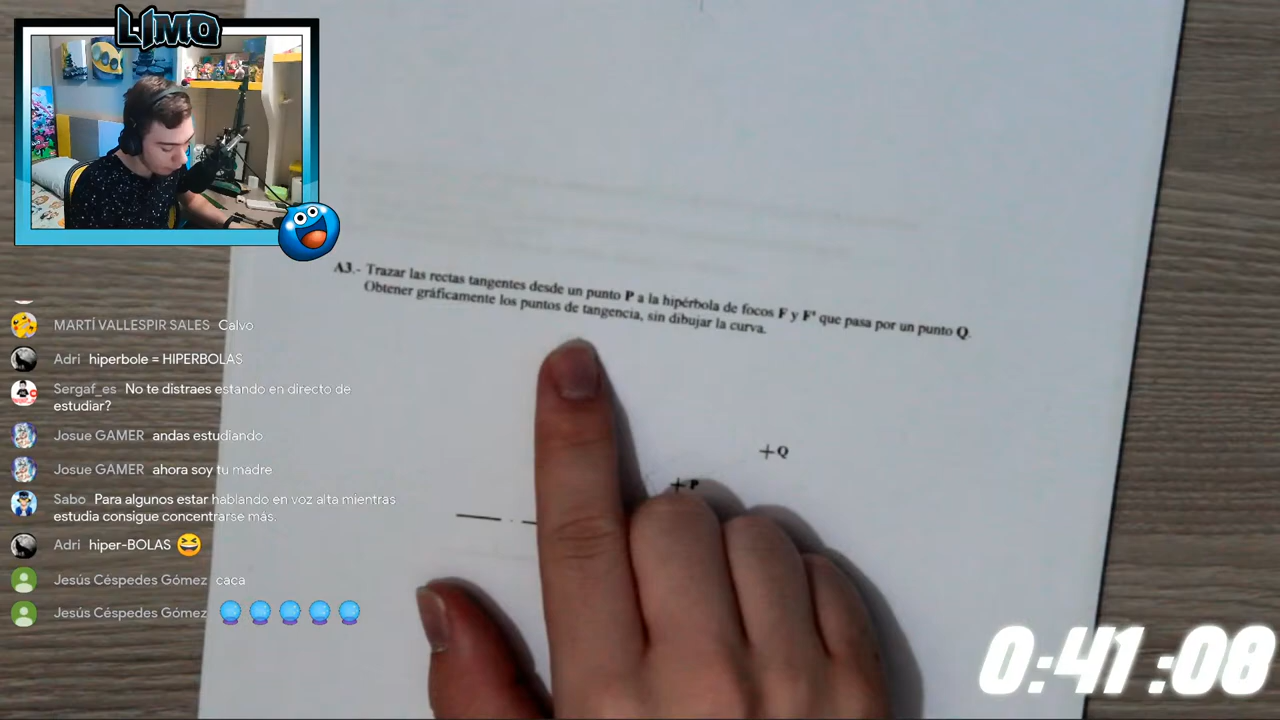 LIMO
A3.- Trazar las rectas tangentes desde un punto P a la hipérbola de focos F y F' que pasa por un punto Q.
Obtener gráficamente los puntos de tangencia, sin dibujar la curva.
+Q
+P
MARTÍ VALLESPIR SALES Calvo
Adri hiperbole = HIPERBOLAS
Sergaf_es No te distraes estando en directo de
estudiar?
Josue GAMER andas estudiando
Josue GAMER ahora soy tu madre
Sabo Para algunos estar hablando en voz alta mientras
estudia consigue concentrarse más.
Adri hiper-BOLAS 😆
Jesús Céspedes Gómez caca
Jesús Céspedes Gómez 🔮🔮🔮🔮🔮
0:41:08